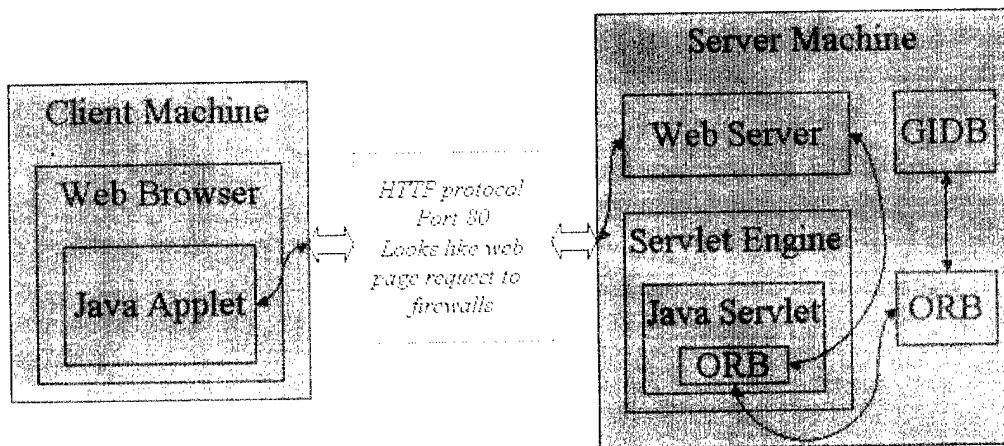 Server Machine
Client Machine
Web Server
GIDB
Web Browser
HTTP protocol
Port 80
Looks like web
page request to
firewalls
Servlet Engine
Java Applet
Java Servlet
ORB
ORB